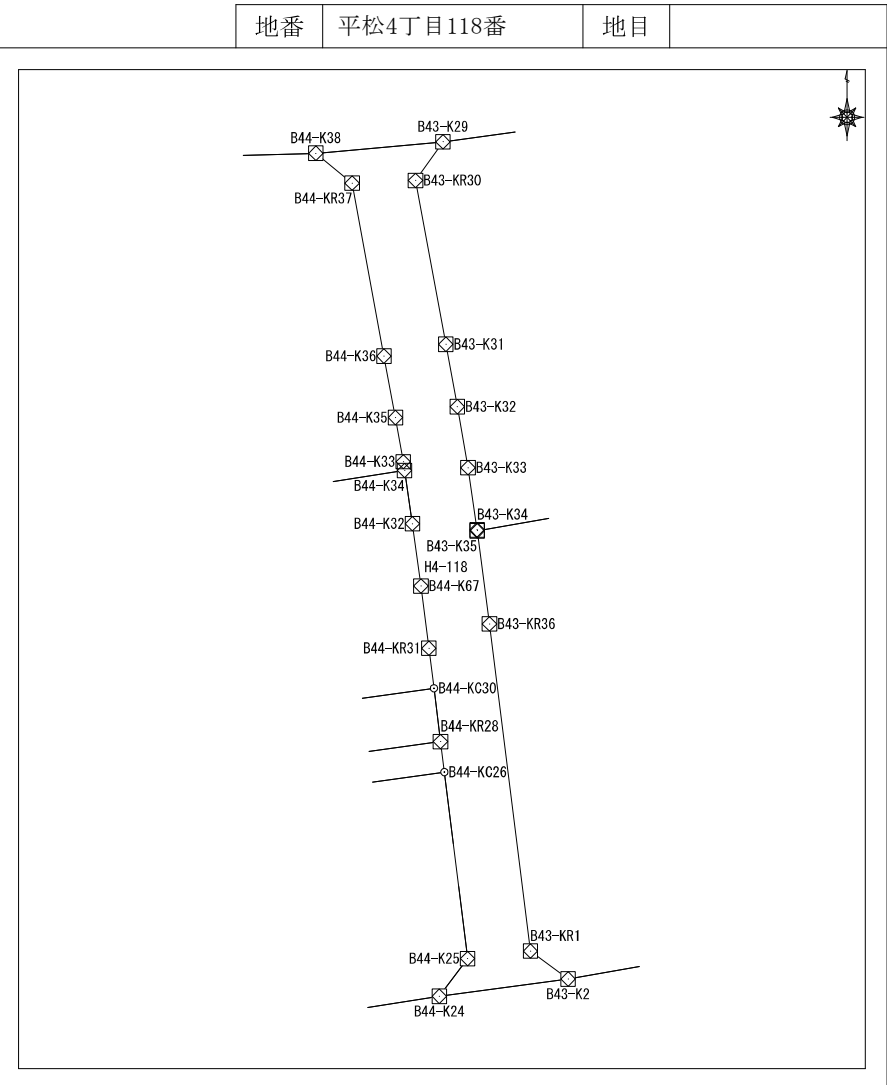 地番 平松4丁目118番 地目
B43-K29
B44-K38
B43-KR30
B44-KR37
B43-K31
B44-K36
B43-K32
B44-K35
B44-K33
B43-K33
B44-K34
B43-K34
B44-K32
B43-K35
H4-118
B44-K67
B43-KR36
B44-KR31
B44-KC30
B44-KR28
B44-KC26
B43-KR1
B44-K25
B43-K2
B44-K24